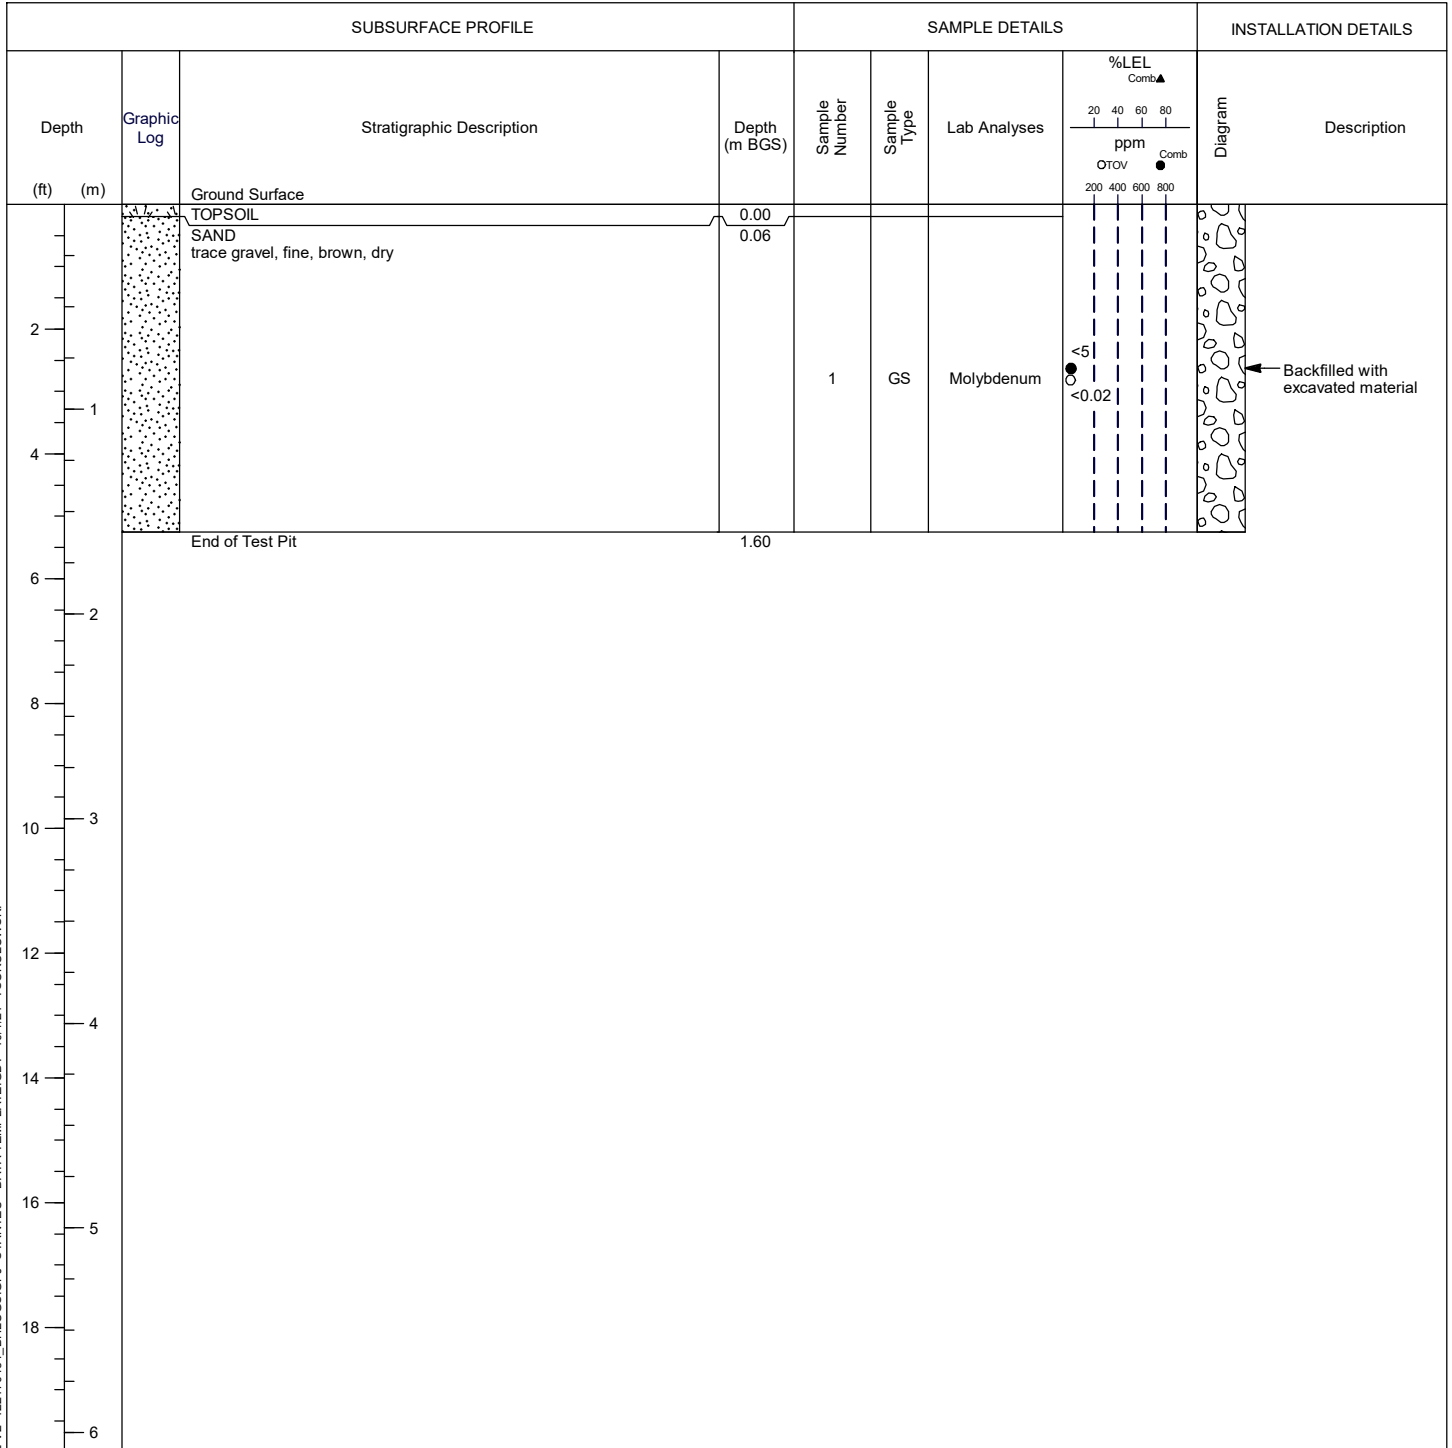 SUBSURFACE PROFILE
SAMPLE DETAILS
INSTALLATION DETAILS
Depth
(ft) (m)
Graphic
Log
Stratigraphic Description
Ground Surface
Depth
(m BGS)
Sample
Number
Sample
Type
Lab Analyses
%LEL
Comb
20 40 60 80
ppm
TOV
Comb
200 400 600 800
Diagram
Description
TOPSOIL 0.00
SAND 0.06
trace gravel, fine, brown, dry
2
<5
1 GS Molybdenum
Backfilled with
excavated material
<0.02
1
4
End of Test Pit 1.60
6
2
8
3
10
12
4
14
16
5
18
6